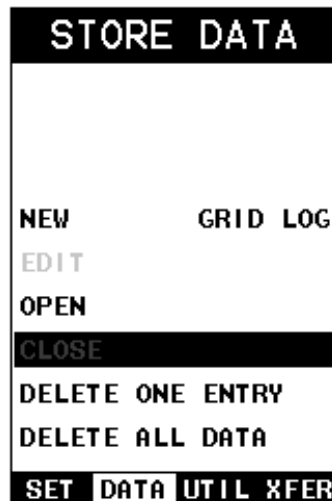 STORE DATA
NEW GRID LOG
EDIT
OPEN
CLOSE
DELETE ONE ENTRY
DELETE ALL DATA
SET DATA UTIL XFER